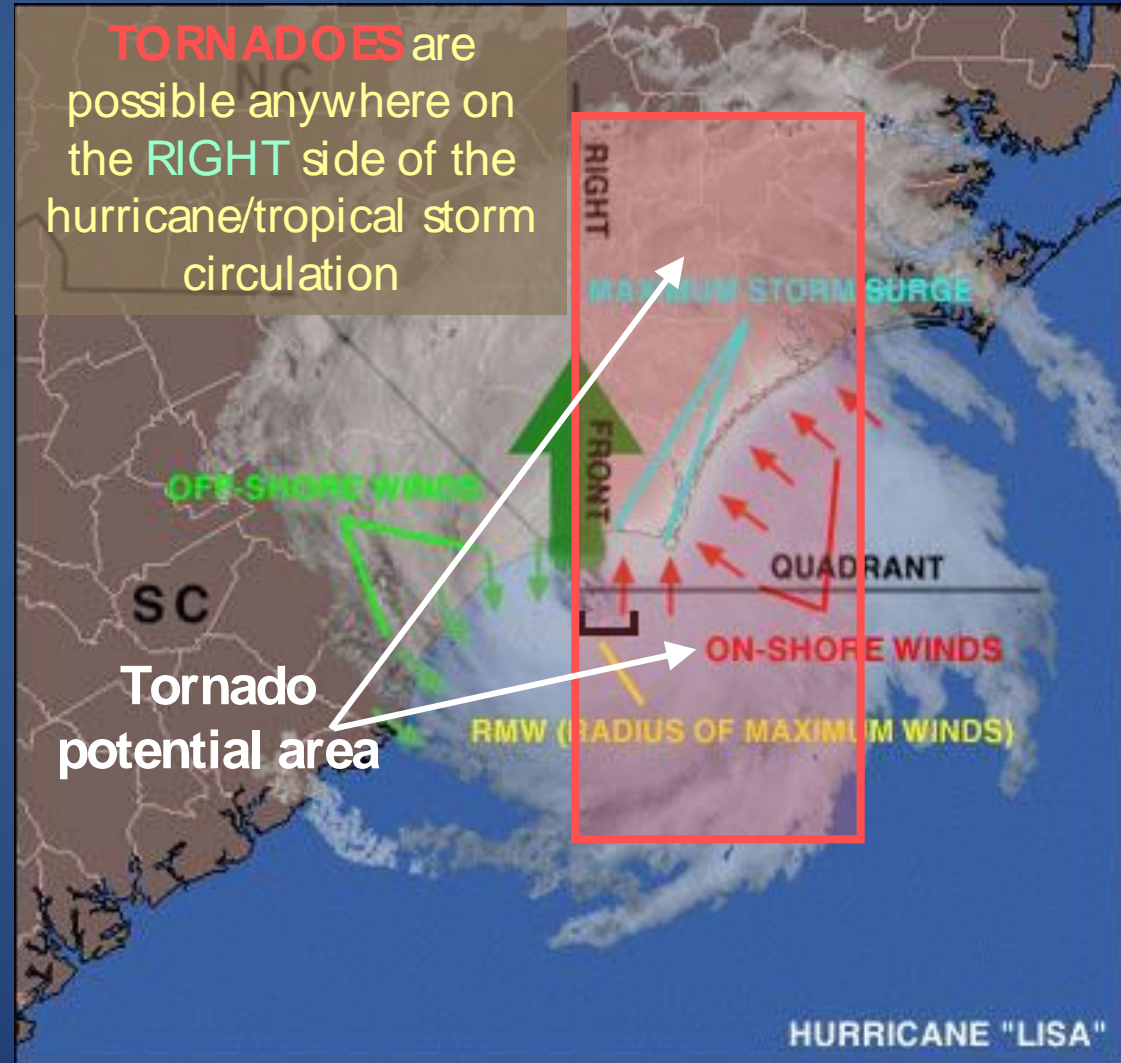 TORNADOES are
possible anywhere on
the RIGHT side of the
hurricane/tropical storm
circulation
NC
RIGHT
MAXIMUM STORM SURGE
FRONT
OFF-SHORE WINDS
QUADRANT
SC
ON-SHORE WINDS
Tornado
potential area
RMW (RADIUS OF MAXIMUM WINDS)
HURRICANE "LISA"